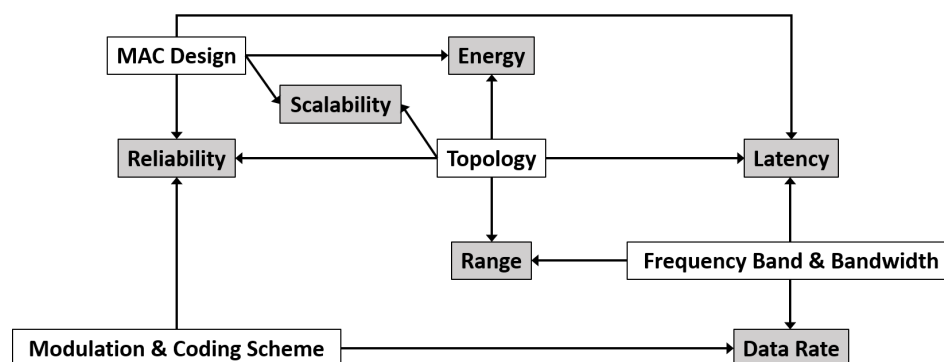 MAC Design
Energy
Scalability
Reliability
Topology
Latency
Range
Frequency Band & Bandwidth
Modulation & Coding Scheme
Data Rate